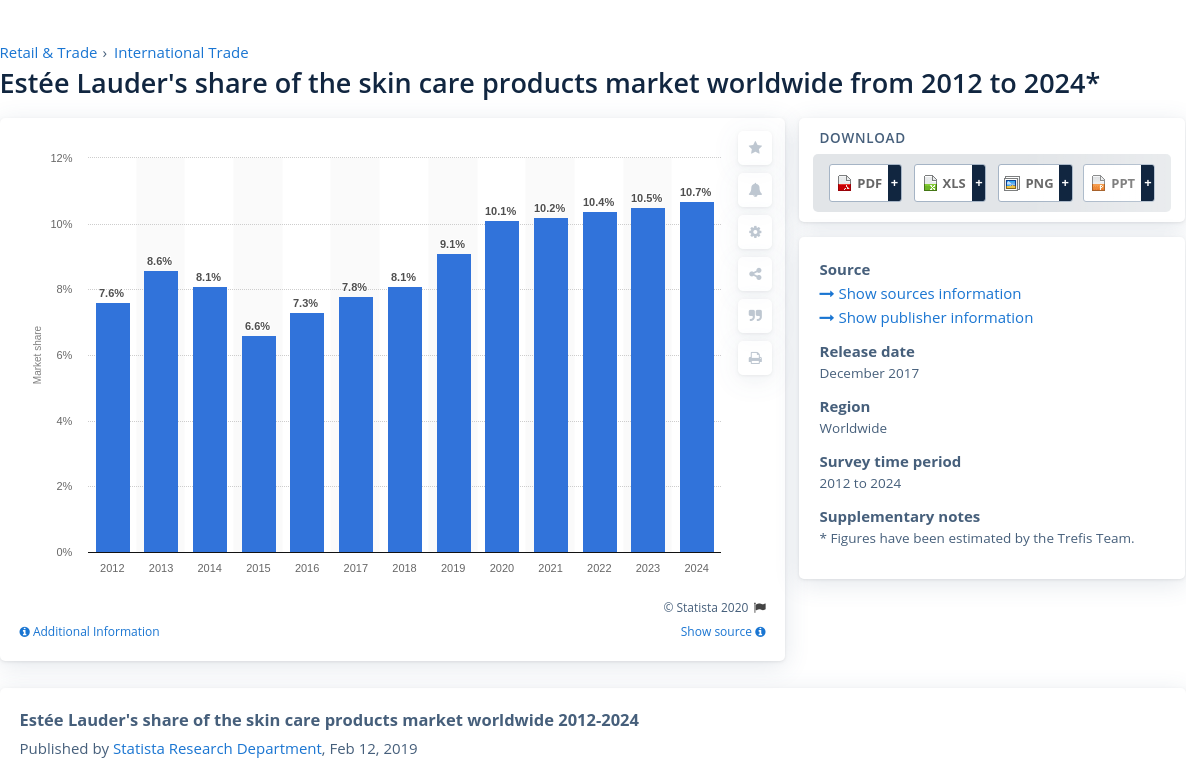 Retail & Trade › International Trade
Estée Lauder's share of the skin care products market worldwide from 2012 to 2024*
12%
10%
8%
6%
4%
2%
0%
Market share
7.6%
8.6%
8.1%
6.6%
7.3%
7.8%
8.1%
9.1%
10.1%
10.2%
10.4%
10.5%
10.7%
2012 2013 2014 2015 2016 2017 2018 2019 2020 2021 2022 2023 2024
© Statista 2020
Additional Information
Show source
DOWNLOAD
PDF + XLS + PNG + PPT +
Source
Show sources information
Show publisher information
Release date
December 2017
Region
Worldwide
Survey time period
2012 to 2024
Supplementary notes
* Figures have been estimated by the Trefis Team.
Estée Lauder's share of the skin care products market worldwide 2012-2024
Published by Statista Research Department, Feb 12, 2019